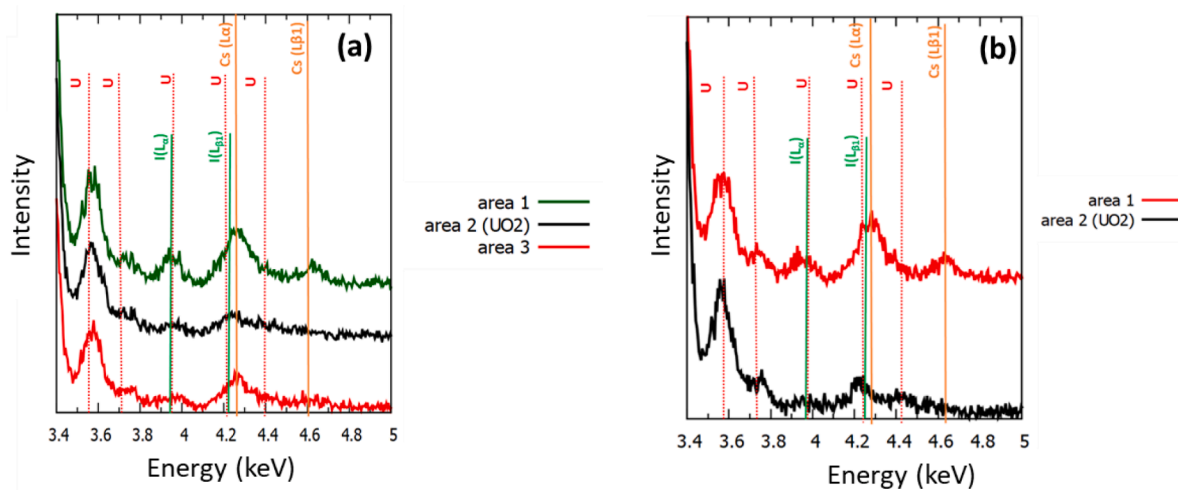 (a)
Cs (Lα)
Cs (Lβ1)
U
U
U
U
U
I(Lα)
I(Lβ1)
Intensity
3.4 3.6 3.8 4 4.2 4.4 4.6 4.8 5
Energy (keV)
area 1
area 2 (UO2)
area 3
(b)
Cs (Lα)
Cs (Lβ1)
U
U
U
U
U
I(Lα)
I(Lβ1)
Intensity
3.4 3.6 3.8 4 4.2 4.4 4.6 4.8 5
Energy (keV)
area 1
area 2 (UO2)